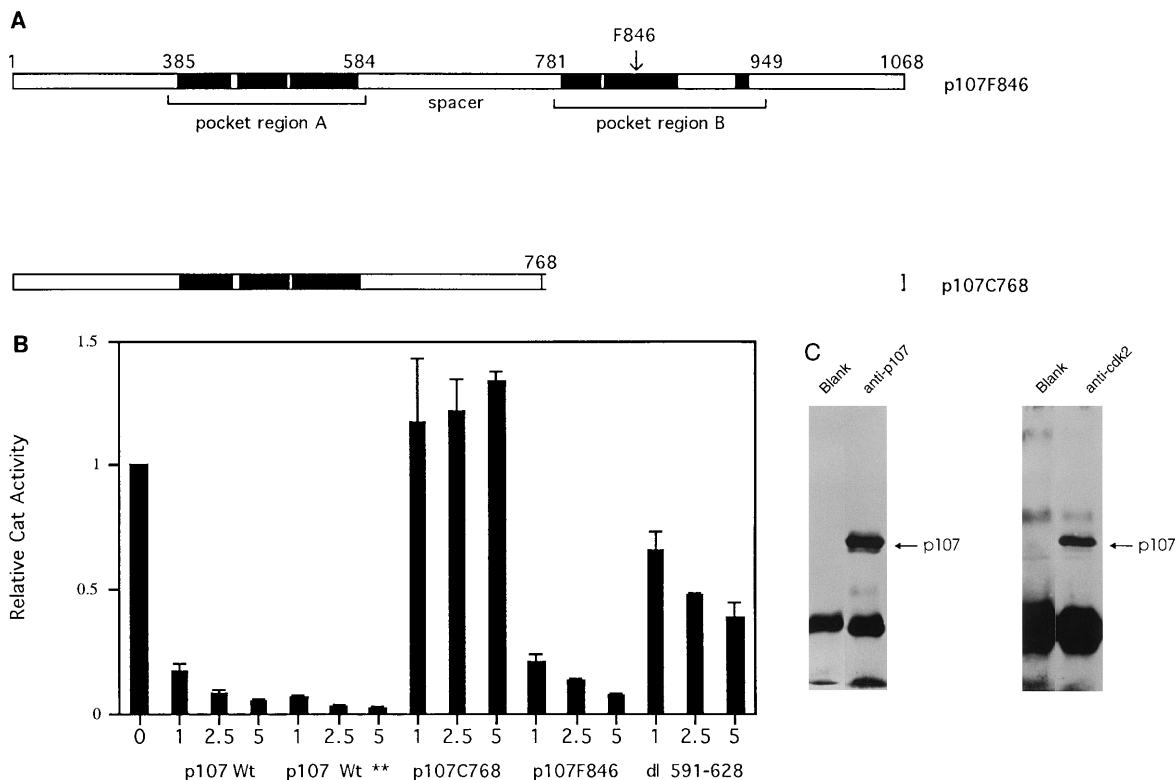 A
F846
1 385 584 781 949 1068
p107F846
spacer
pocket region A pocket region B
768
p107C768
B
1.5
1
0.5
0
Relative Cat Activity
0 1 2.5 5 1 2.5 5 1 2.5 5 1 2.5 5 1 2.5 5
p107 Wt p107 Wt ** p107C768 p107F846 dl 591-628
C
Blank anti-p107 Blank anti-cdk2
p107 p107